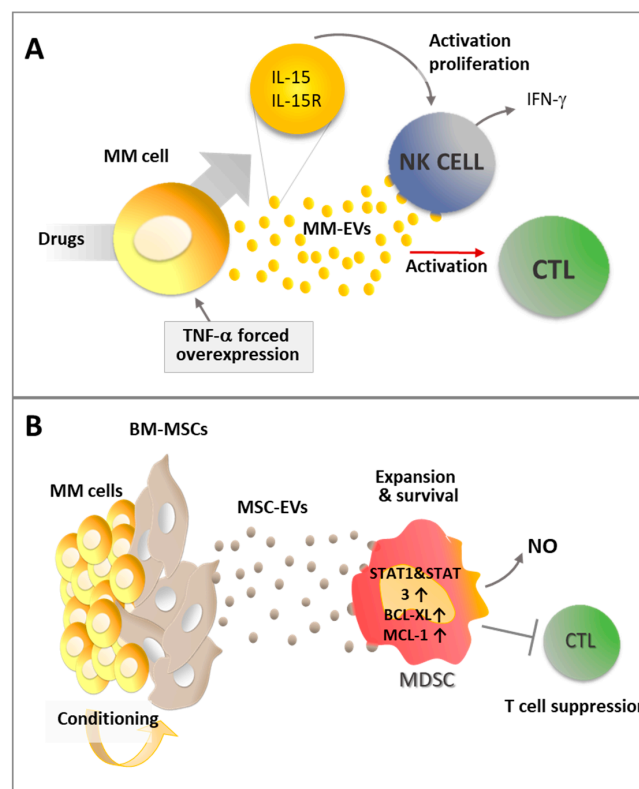 A
IL-15
IL-15R
Activation
proliferation
IFN-γ
MM cell
NK CELL
Drugs
MM-EVs
Activation
CTL
TNF-α forced
overexpression
B
BM-MSCs
MM cells
MSC-EVs
Expansion
& survival
NO
STAT1&STAT
3 ↑
BCL-XL↑
MCL-1 ↑
CTL
MDSC
T cell suppression
Conditioning